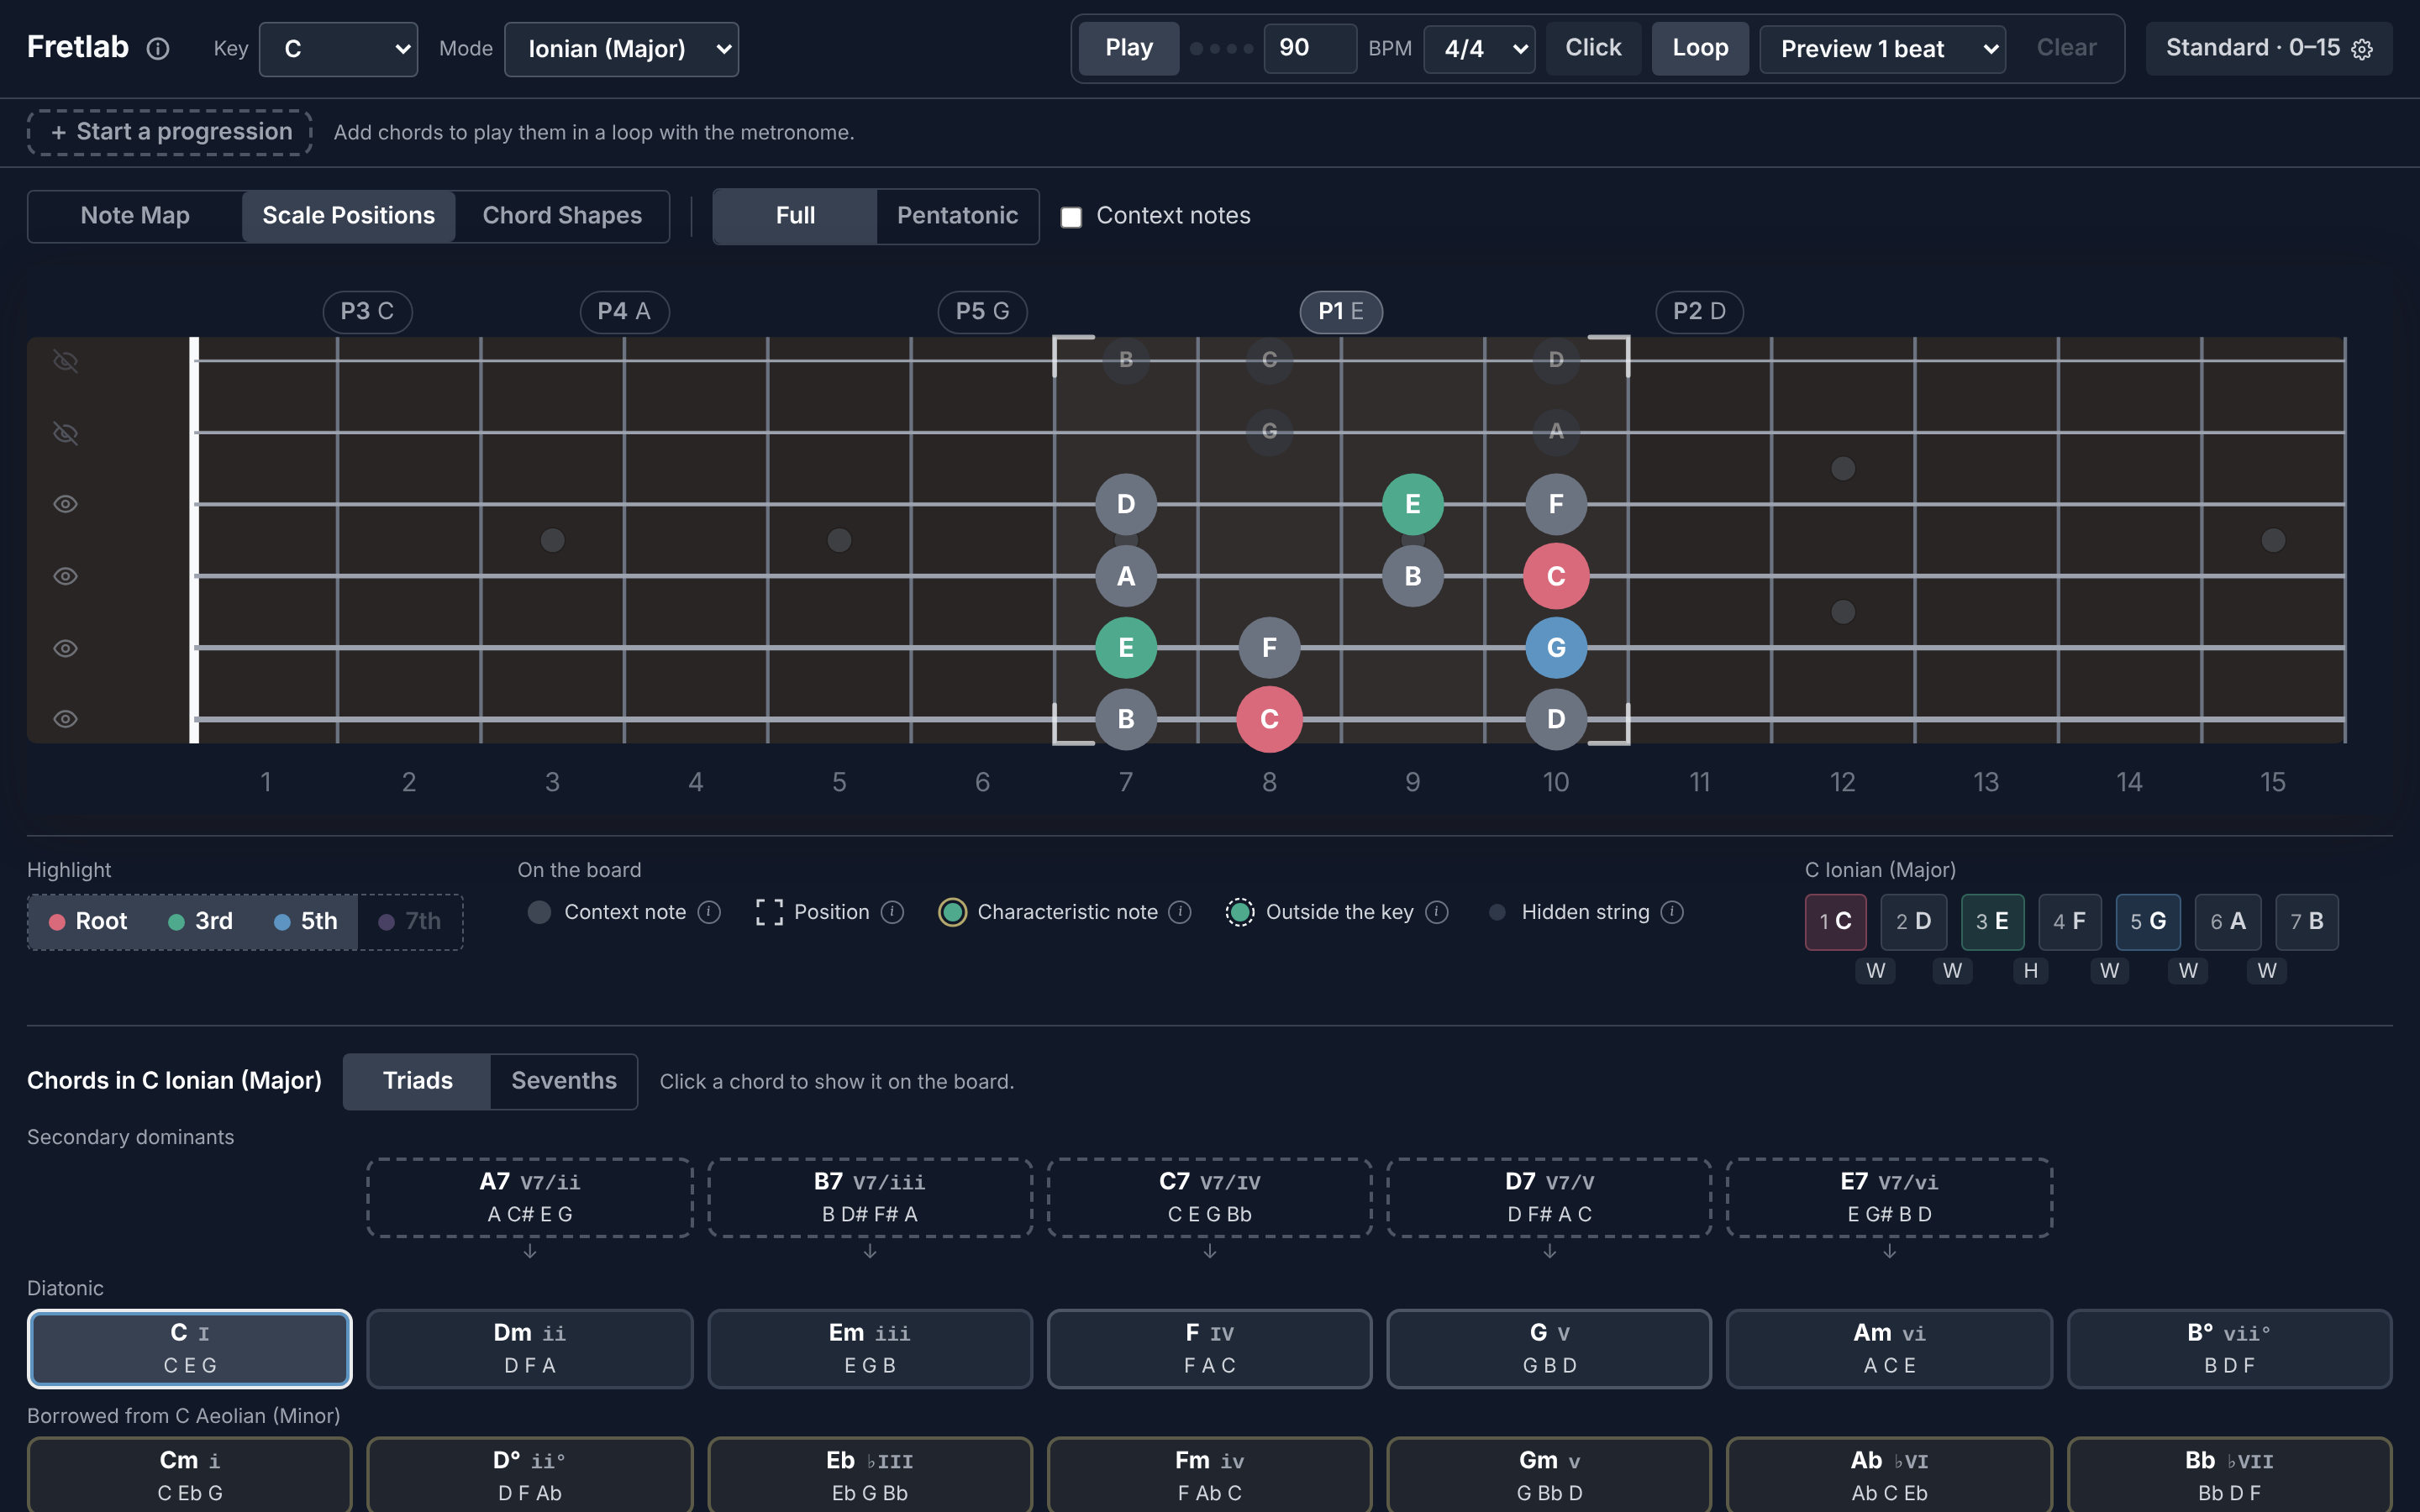 Fretlab Key C Mode Ionian (Major) Play 90 BPM 4/4 Click Loop Preview 1 beat Clear Standard · 0–15
+ Start a progression Add chords to play them in a loop with the metronome.
Note Map Scale Positions Chord Shapes Full Pentatonic Context notes
P3 C P4 A P5 G P1 E P2 D
B C D
G A
D E F
A B C
E F G
B C D
1 2 3 4 5 6 7 8 9 10 11 12 13 14 15
Highlight On the board C Ionian (Major)
Root 3rd 5th 7th Context note Position Characteristic note Outside the key Hidden string 1 C 2 D 3 E 4 F 5 G 6 A 7 B
W W H W W W
Chords in C Ionian (Major) Triads Sevenths Click a chord to show it on the board.
Secondary dominants
A7 V7/ii B7 V7/iii C7 V7/IV D7 V7/V E7 V7/vi
A C# E G B D# F# A C E G Bb D F# A C E G# B D
↓ ↓ ↓ ↓ ↓
Diatonic
C I Dm ii Em iii F IV G V Am vi B° vii°
C E G D F A E G B F A C G B D A C E B D F
Borrowed from C Aeolian (Minor)
Cm i D° ii° Eb ♭III Fm iv Gm v Ab ♭VI Bb ♭VII
C Eb G D F Ab Eb G Bb F Ab C G Bb D Ab C Eb Bb D F